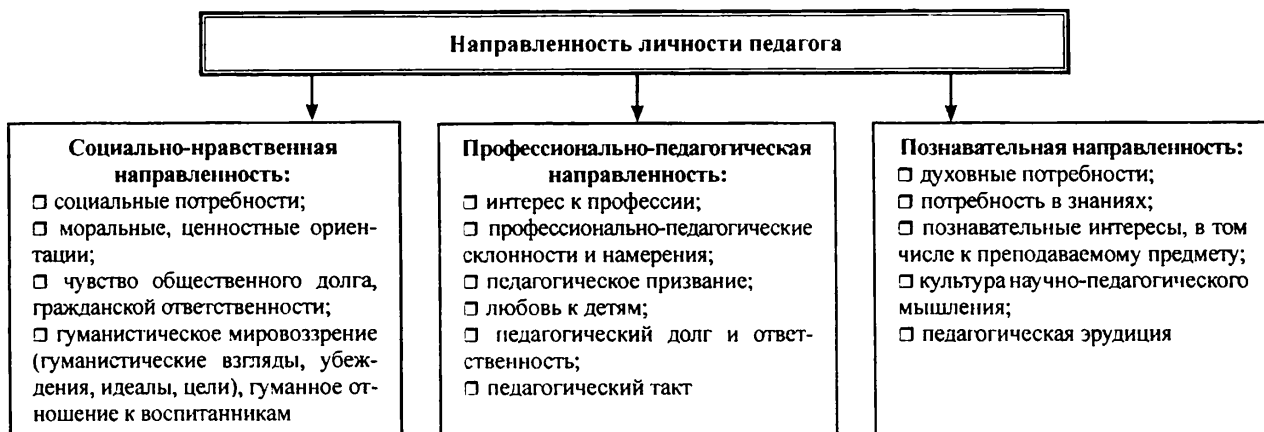 Направленность личности педагога
Социально-нравственная
направленность:
❒ социальные потребности;
❒ моральные, ценностные ориен-
тации;
❒ чувство общественного долга,
гражданской ответственности;
❒ гуманистическое мировоззрение
(гуманистические взгляды, убеж-
дения, идеалы, цели), гуманное от-
ношение к воспитанникам
Профессионально-педагогическая
направленность:
❒ интерес к профессии;
❒ профессионально-педагогические
склонности и намерения;
❒ педагогическое призвание;
❒ любовь к детям;
❒ педагогический долг и ответ-
ственность;
❒ педагогический такт
Познавательная направленность:
❒ духовные потребности;
❒ потребность в знаниях;
❒ познавательные интересы, в том
числе к преподаваемому предмету;
❒ культура научно-педагогического
мышления;
❒ педагогическая эрудиция